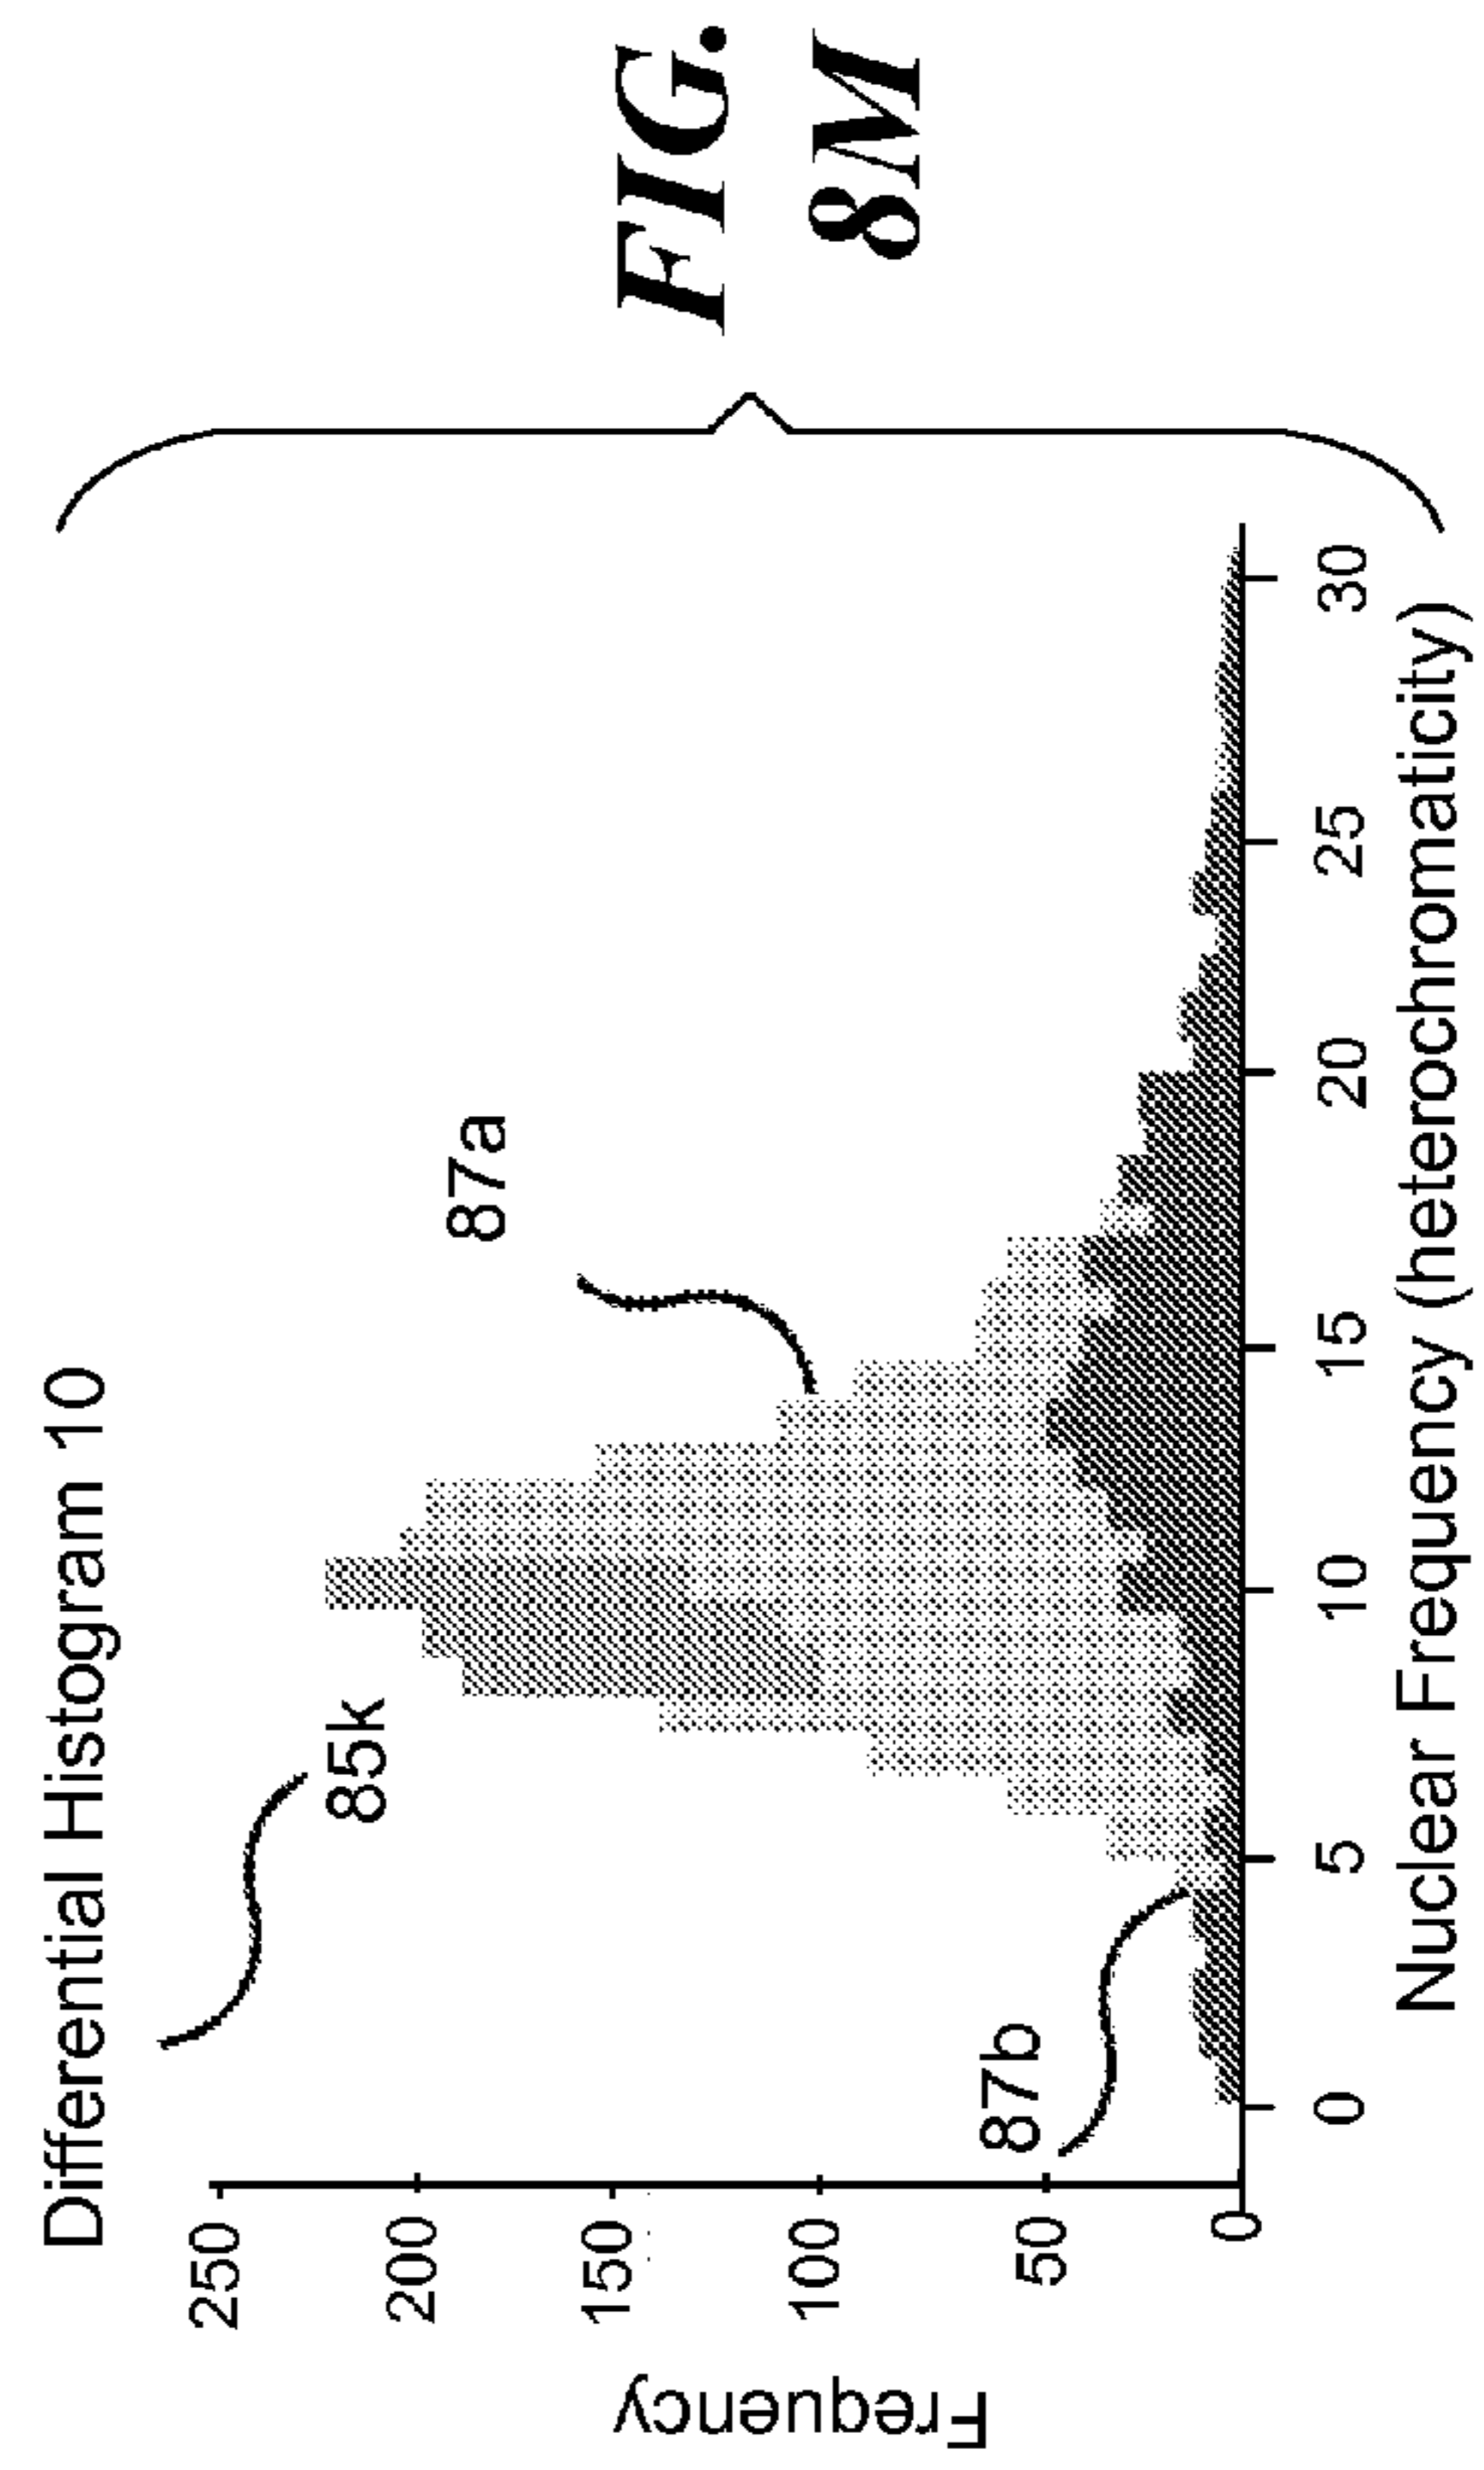 Differential Histogram 10
85k
87a
87b
Frequency
250
200
150
100
50
0
0 5 10 15 20 25 30
Nuclear Frequency (heterochromaticity)
FIG.
8M